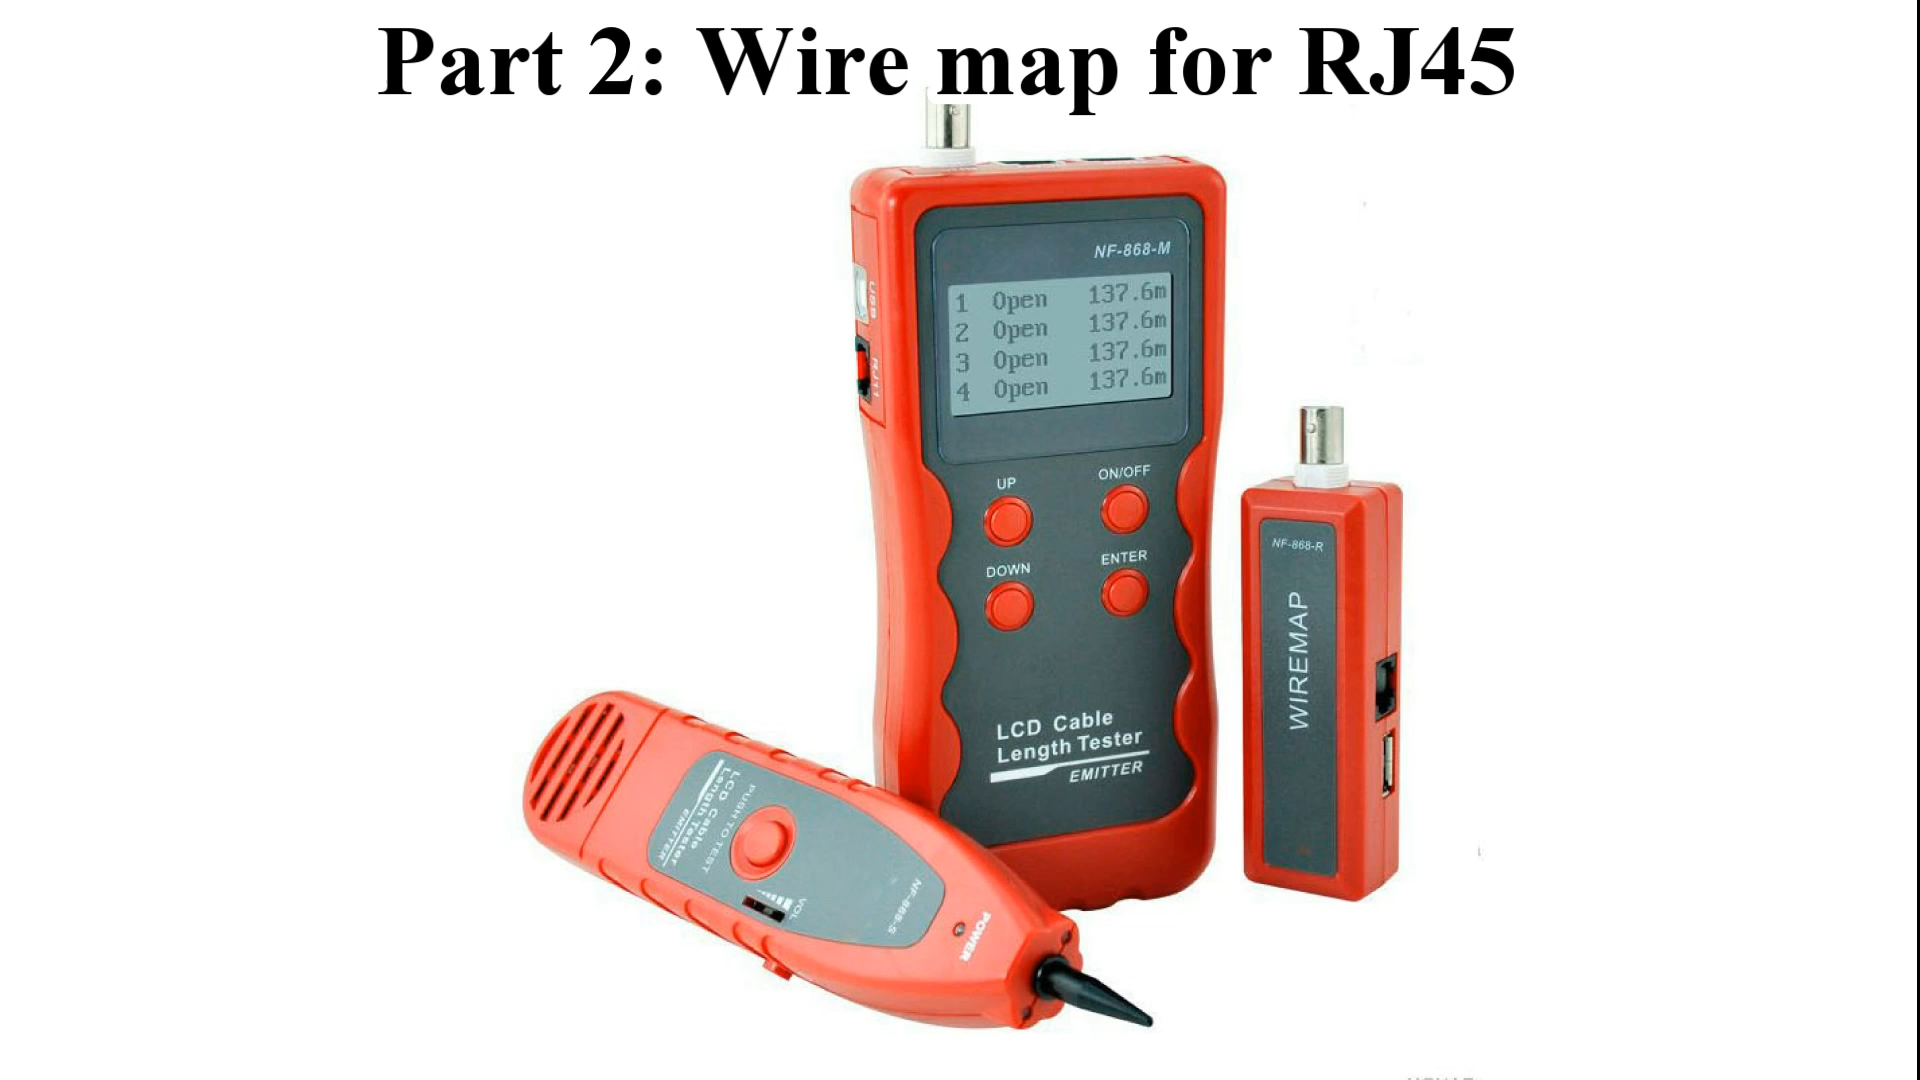 Part 2: Wire map for RJ45
NF-868-M
1 Open 137.6m
2 Open 137.6m
3 Open 137.6m
4 Open 137.6m
USB
RJ11
UP
ON/OFF
DOWN
ENTER
LCD Cable
Length Tester
EMITTER
NF-868-R
WIREMAP
LCD Cable
Length Tester
EMITTER
PUSH TO TEST
VOL
NF-868-S
POWER